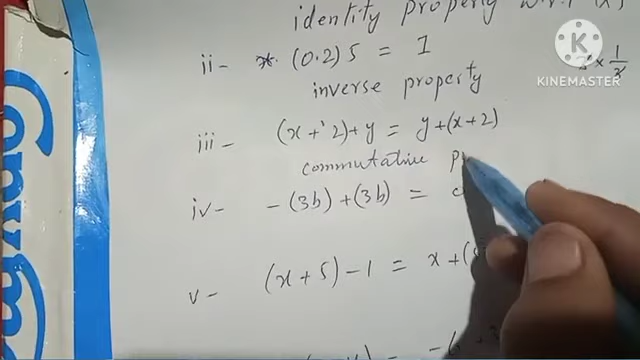 identity property w.r.t (x)
ii- (0.2) 5 = 1
inverse property
iii- (x + 2) + y = y + (x + 2)
commutative
iv- -(3b) + (3b) =
v- (x + 5) - 1 = x + (5
KINEMASTER